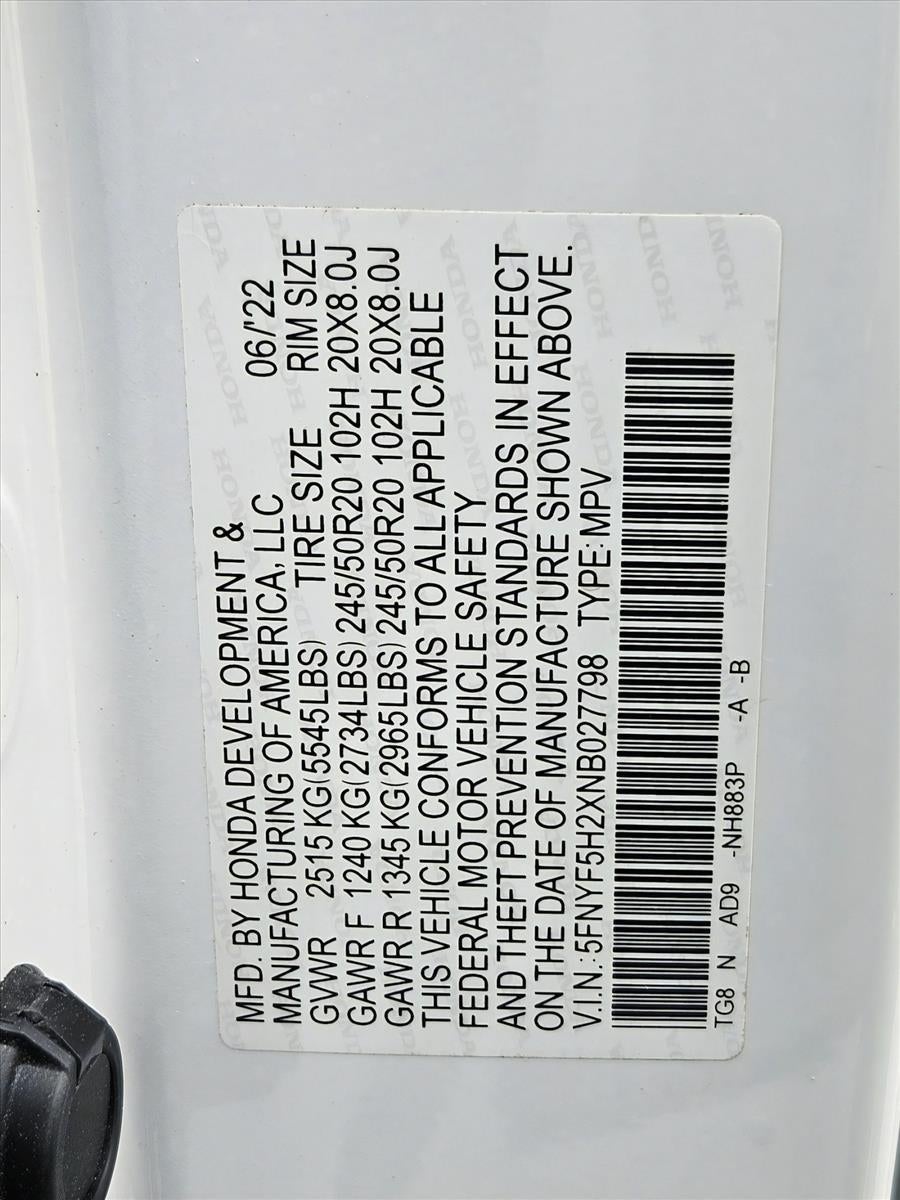 MFD. BY HONDA DEVELOPMENT & 06/'22
MANUFACTURING OF AMERICA, LLC
GVWR 2515 KG(5545LBS) TIRE SIZE RIM SIZE
GAWR F 1240 KG(2734LBS) 245/50R20 102H 20X8.0J
GAWR R 1345 KG(2965LBS) 245/50R20 102H 20X8.0J
THIS VEHICLE CONFORMS TO ALL APPLICABLE
FEDERAL MOTOR VEHICLE SAFETY
AND THEFT PREVENTION STANDARDS IN EFFECT
ON THE DATE OF MANUFACTURE SHOWN ABOVE.
V.I.N.:5FNYF5H2XNB027798 TYPE:MPV
TG8 N AD9 -NH883P -A -B